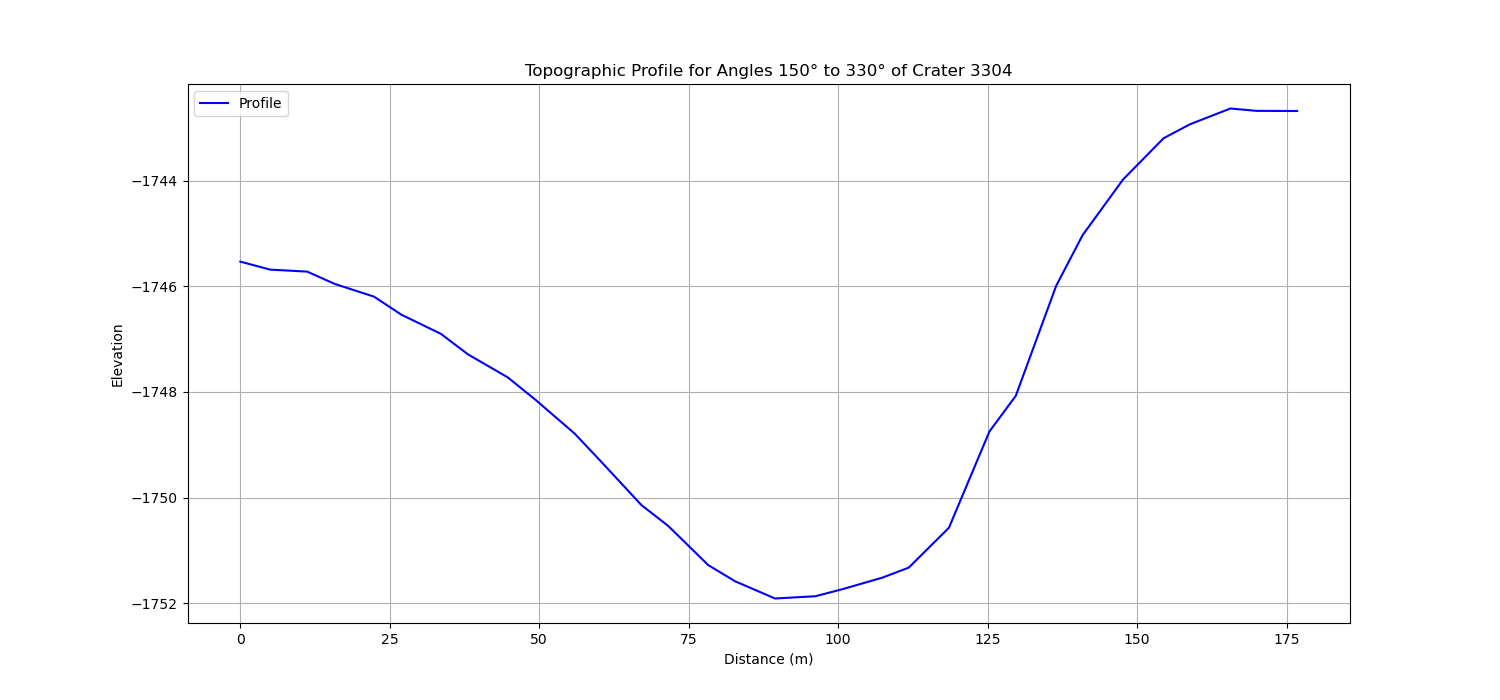 Topographic Profile for Angles 150° to 330° of Crater 3304
Profile
−1744
−1746
−1748
−1750
−1752
Elevation
0 25 50 75 100 125 150 175
Distance (m)